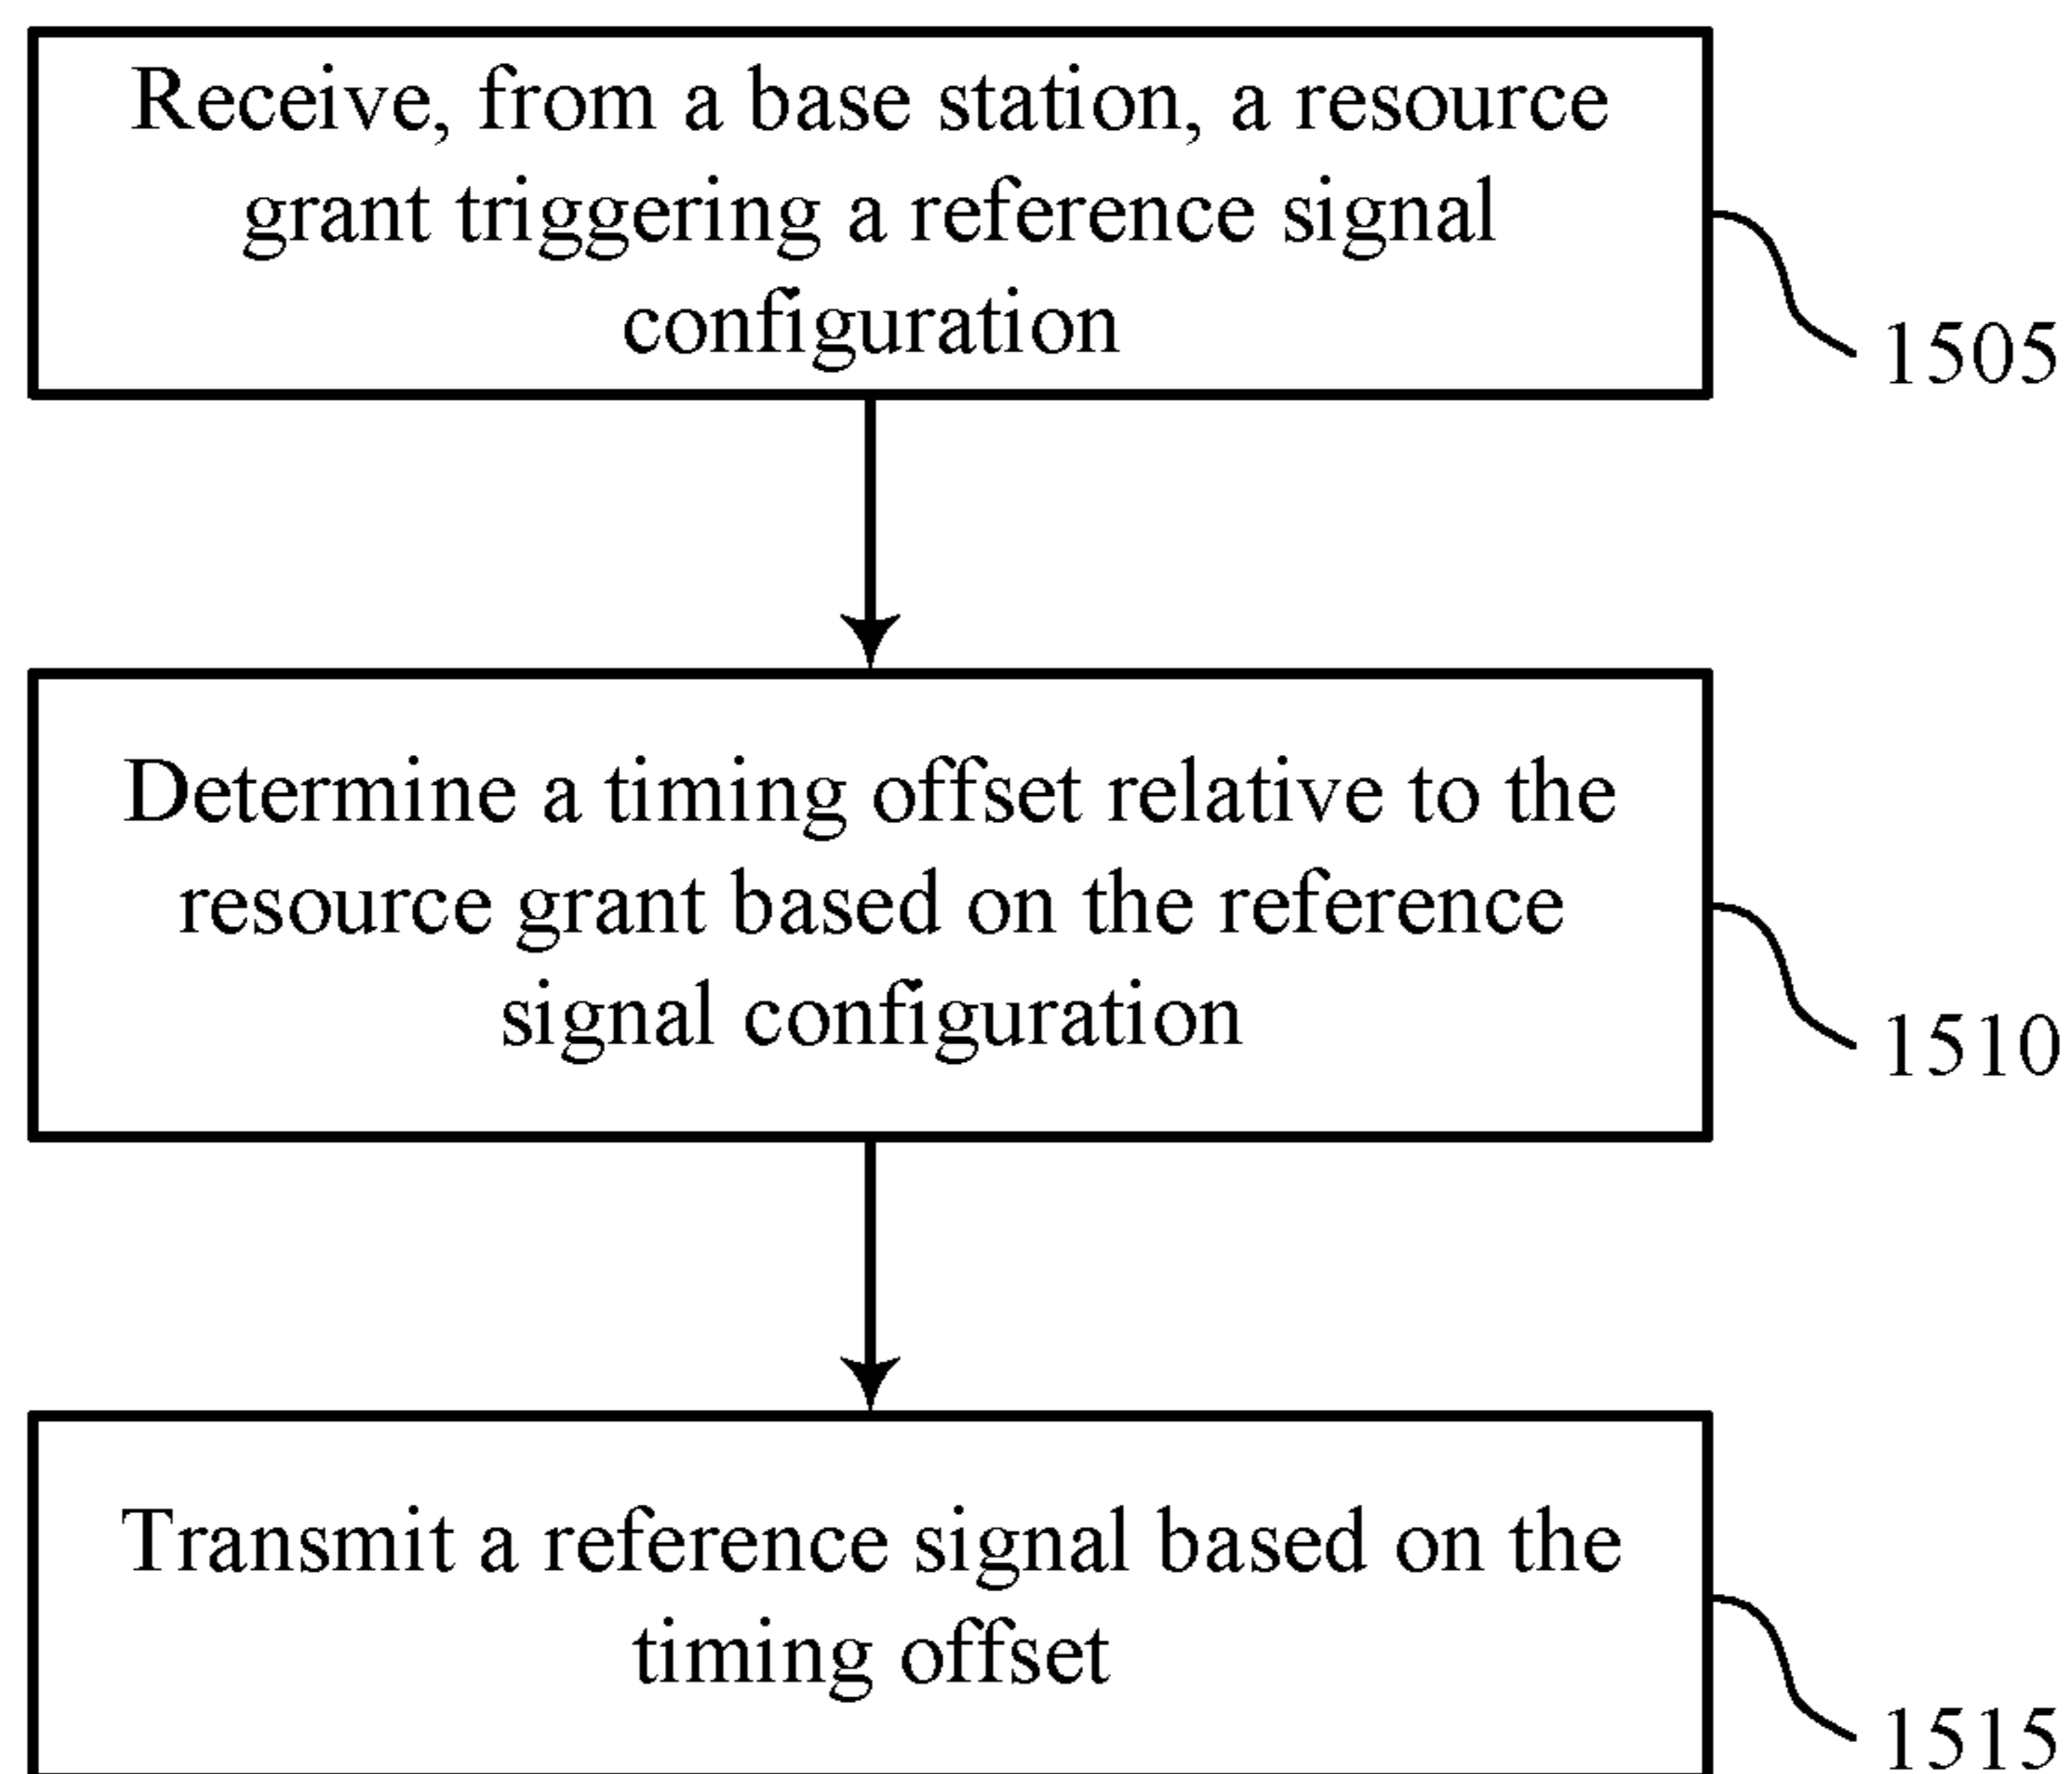 Receive, from a base station, a resource
grant triggering a reference signal
configuration
1505
Determine a timing offset relative to the
resource grant based on the reference
signal configuration
1510
Transmit a reference signal based on the
timing offset
1515